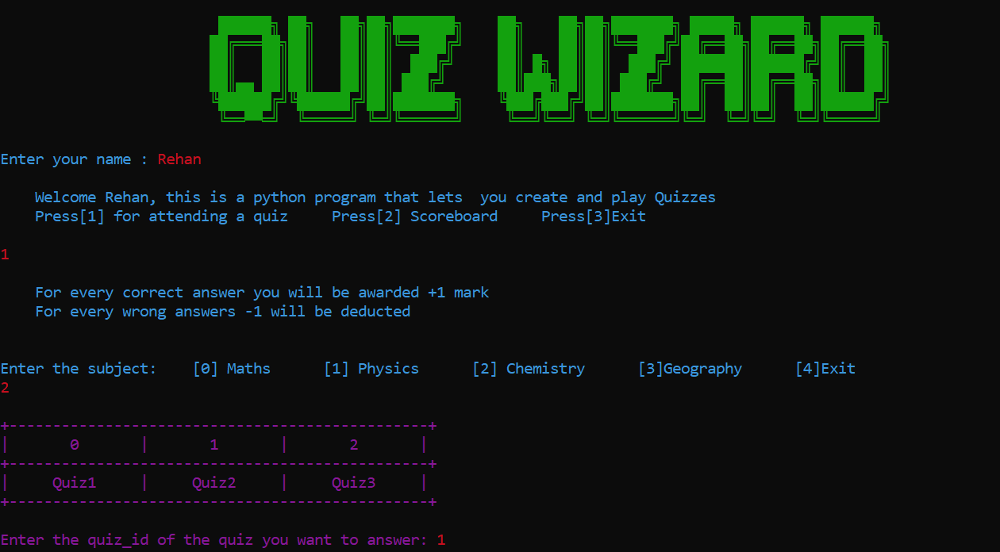 QUIZ WIZARD
Enter your name : Rehan
Welcome Rehan, this is a python program that lets  you create and play Quizzes
Press[1] for attending a quiz     Press[2] Scoreboard     Press[3]Exit
1
For every correct answer you will be awarded +1 mark
For every wrong answers -1 will be deducted
Enter the subject:    [0] Maths      [1] Physics      [2] Chemistry      [3]Geography      [4]Exit
2
+-----------------------------------------------+
|       0       |       1       |       2       |
+-----------------------------------------------+
|     Quiz1     |     Quiz2     |     Quiz3     |
+-----------------------------------------------+
Enter the quiz_id of the quiz you want to answer: 1